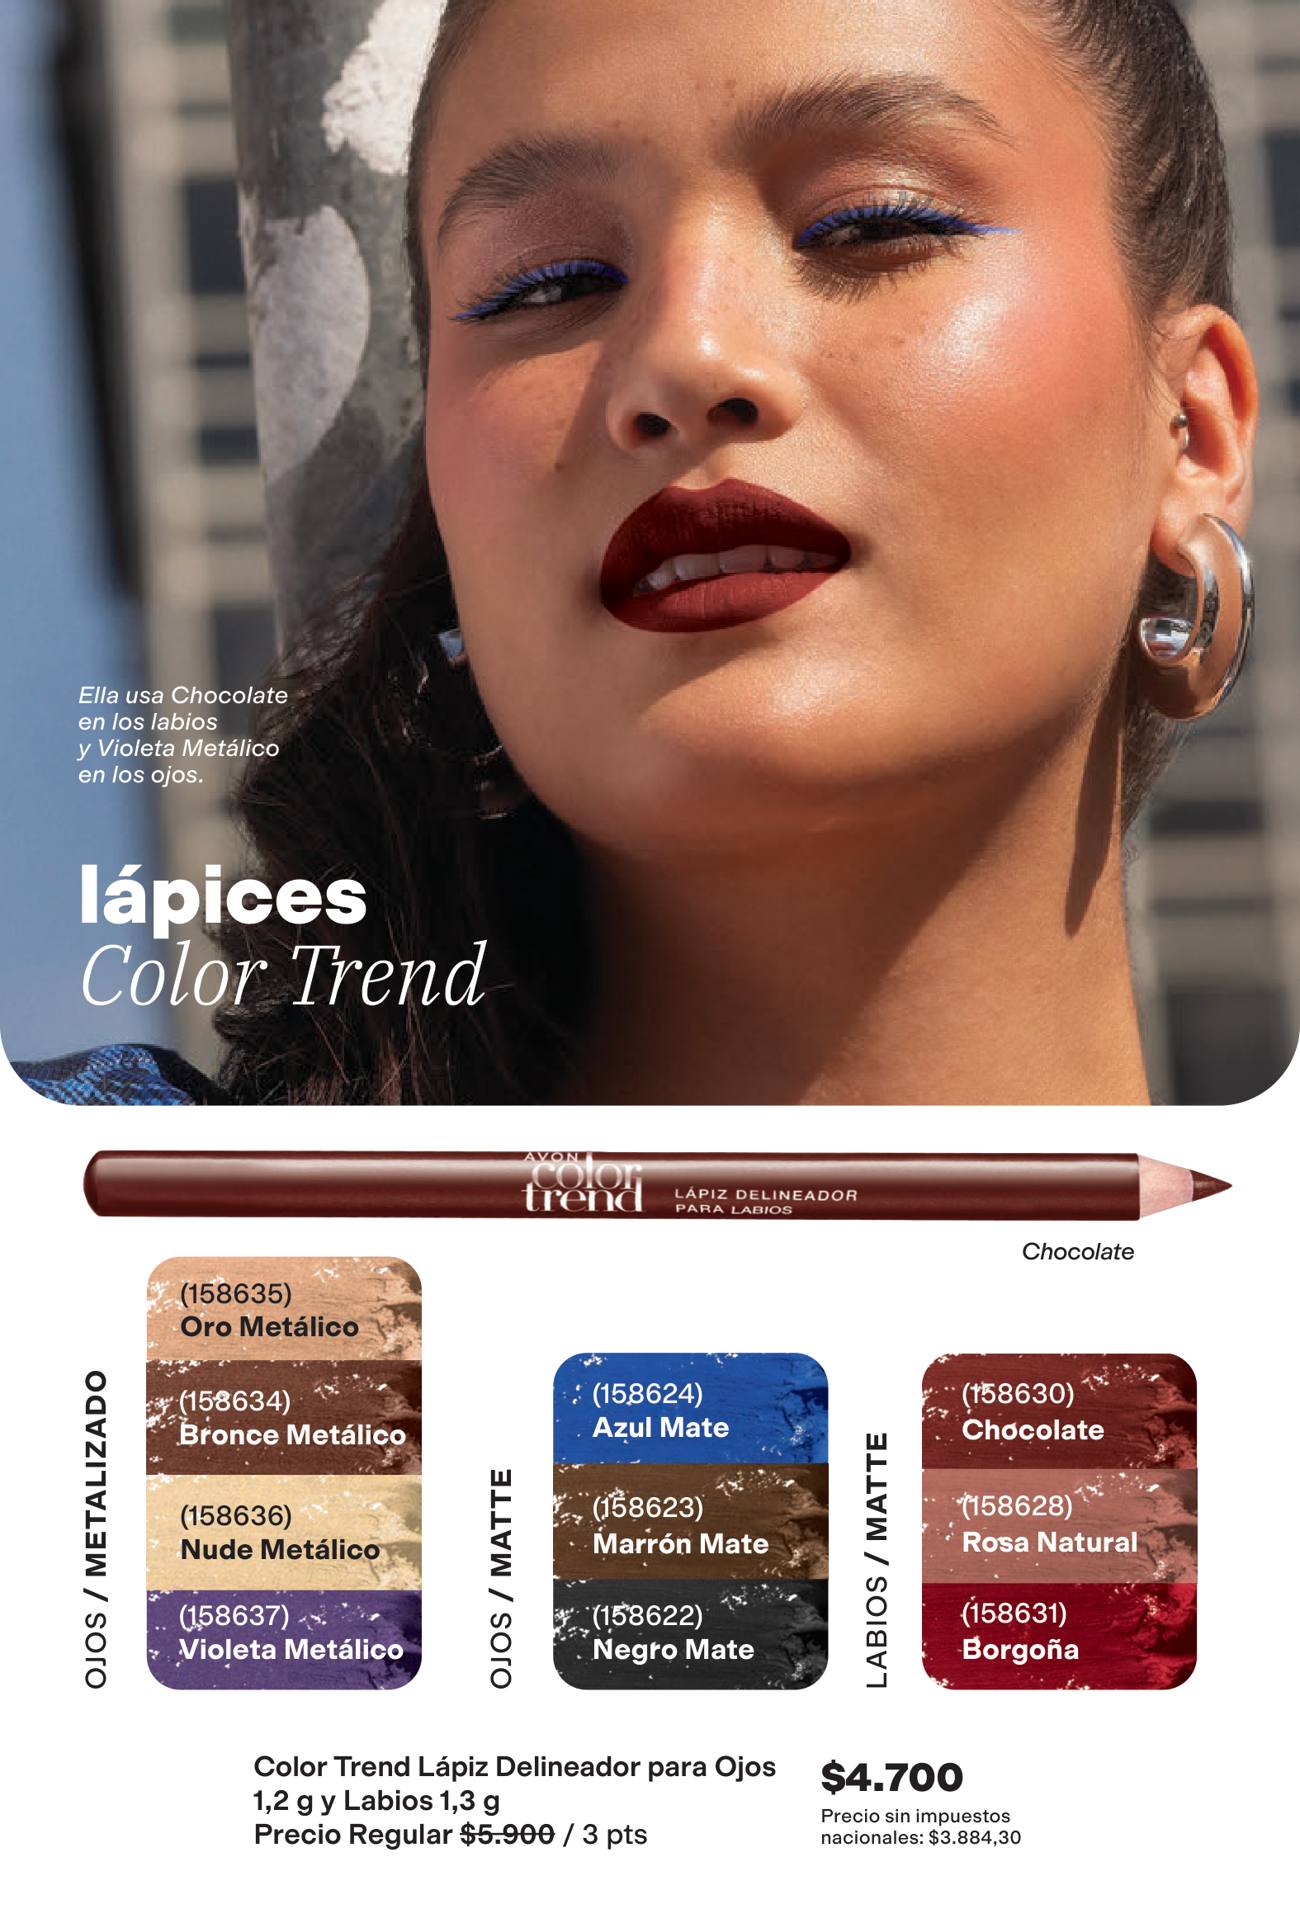 Ella usa Chocolate
en los labios
y Violeta Metálico
en los ojos.
lápices
Color Trend
AVON
color
trend
LÁPIZ DELINEADOR
PARA LABIOS
Chocolate
OJOS / METALIZADO
(158635)
Oro Metálico
(158634)
Bronce Metálico
(158636)
Nude Metálico
(158637)
Violeta Metálico
OJOS / MATTE
(158624)
Azul Mate
(158623)
Marrón Mate
(158622)
Negro Mate
LABIOS / MATTE
(158630)
Chocolate
(158628)
Rosa Natural
(158631)
Borgoña
Color Trend Lápiz Delineador para Ojos
1,2 g y Labios 1,3 g
Precio Regular $5.900 / 3 pts
$4.700
Precio sin impuestos
nacionales: $3.884,30